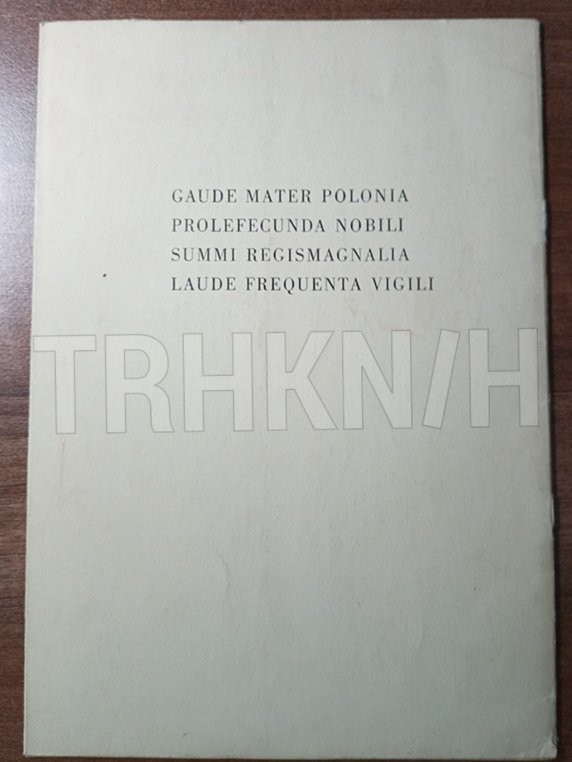 GAUDE MATER POLONIA
PROLEFECUNDA NOBILI
SUMMI REGISMAGNALIA
LAUDE FREQUENTA VIGILI
TRHKN/H